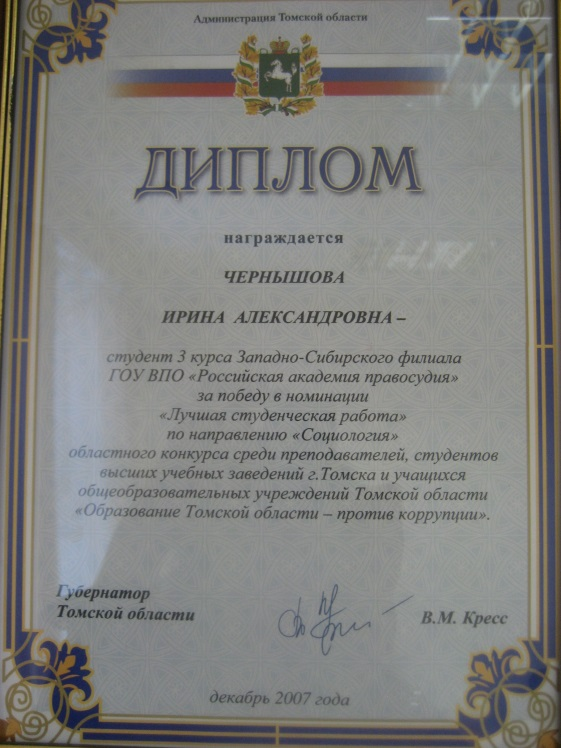 Администрация Томской области
ДИПЛОМ
награждается
ЧЕРНЫШОВА
ИРИНА АЛЕКСАНДРОВНА –
студент 3 курса Западно-Сибирского филиала
ГОУ ВПО «Российская академия правосудия»
за победу в номинации
«Лучшая студенческая работа»
по направлению «Социология»
областного конкурса среди преподавателей, студентов
высших учебных заведений г.Томска и учащихся
общеобразовательных учреждений Томской области
«Образование Томской области – против коррупции».
Губернатор
Томской области
В.М. Кресс
декабрь 2007 года